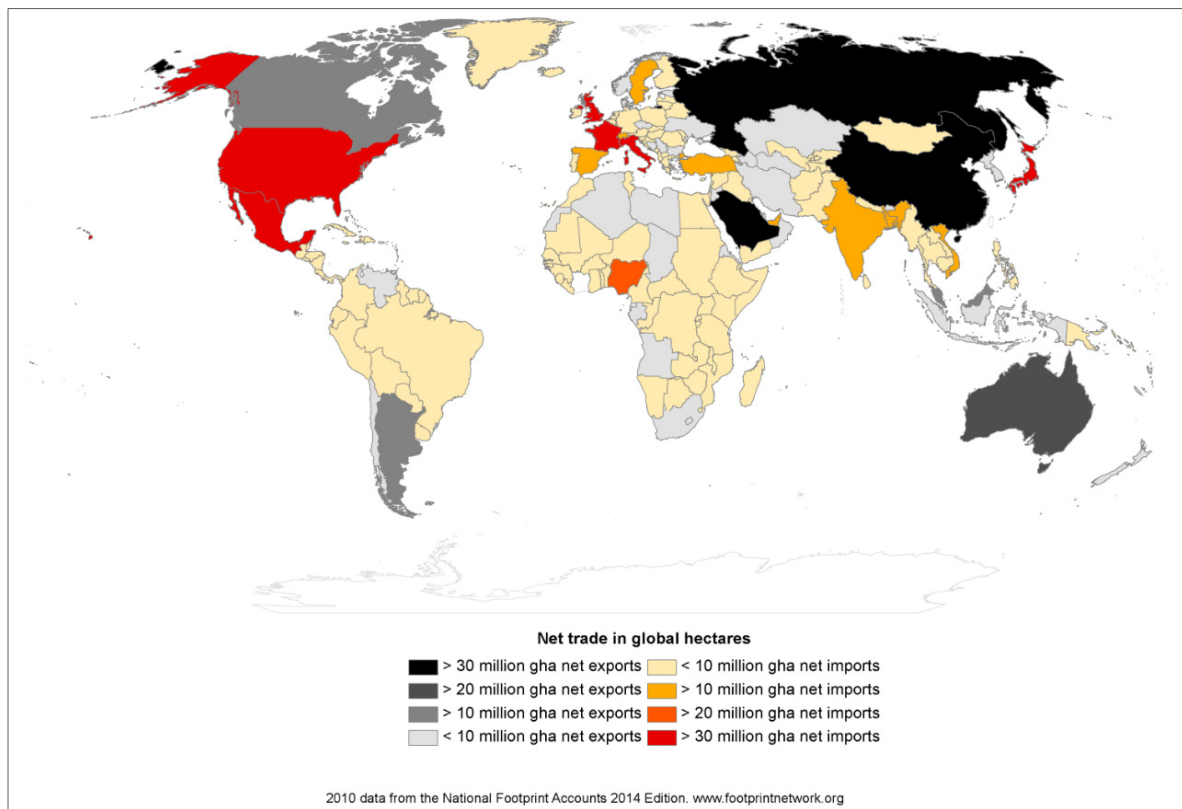 Net trade in global hectares
> 30 million gha net exports
> 20 million gha net exports
> 10 million gha net exports
< 10 million gha net exports
< 10 million gha net imports
> 10 million gha net imports
> 20 million gha net imports
> 30 million gha net imports
2010 data from the National Footprint Accounts 2014 Edition. www.footprintnetwork.org